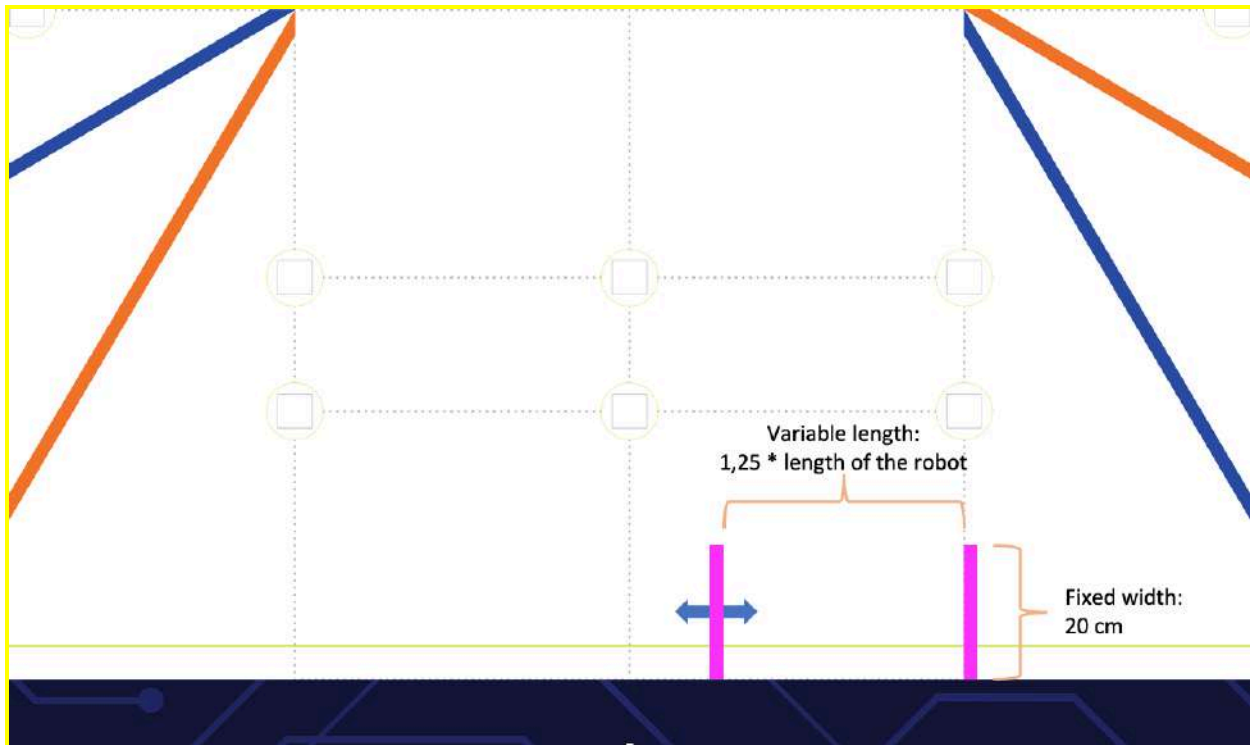 Variable length:
1,25 * length of the robot
Fixed width:
20 cm